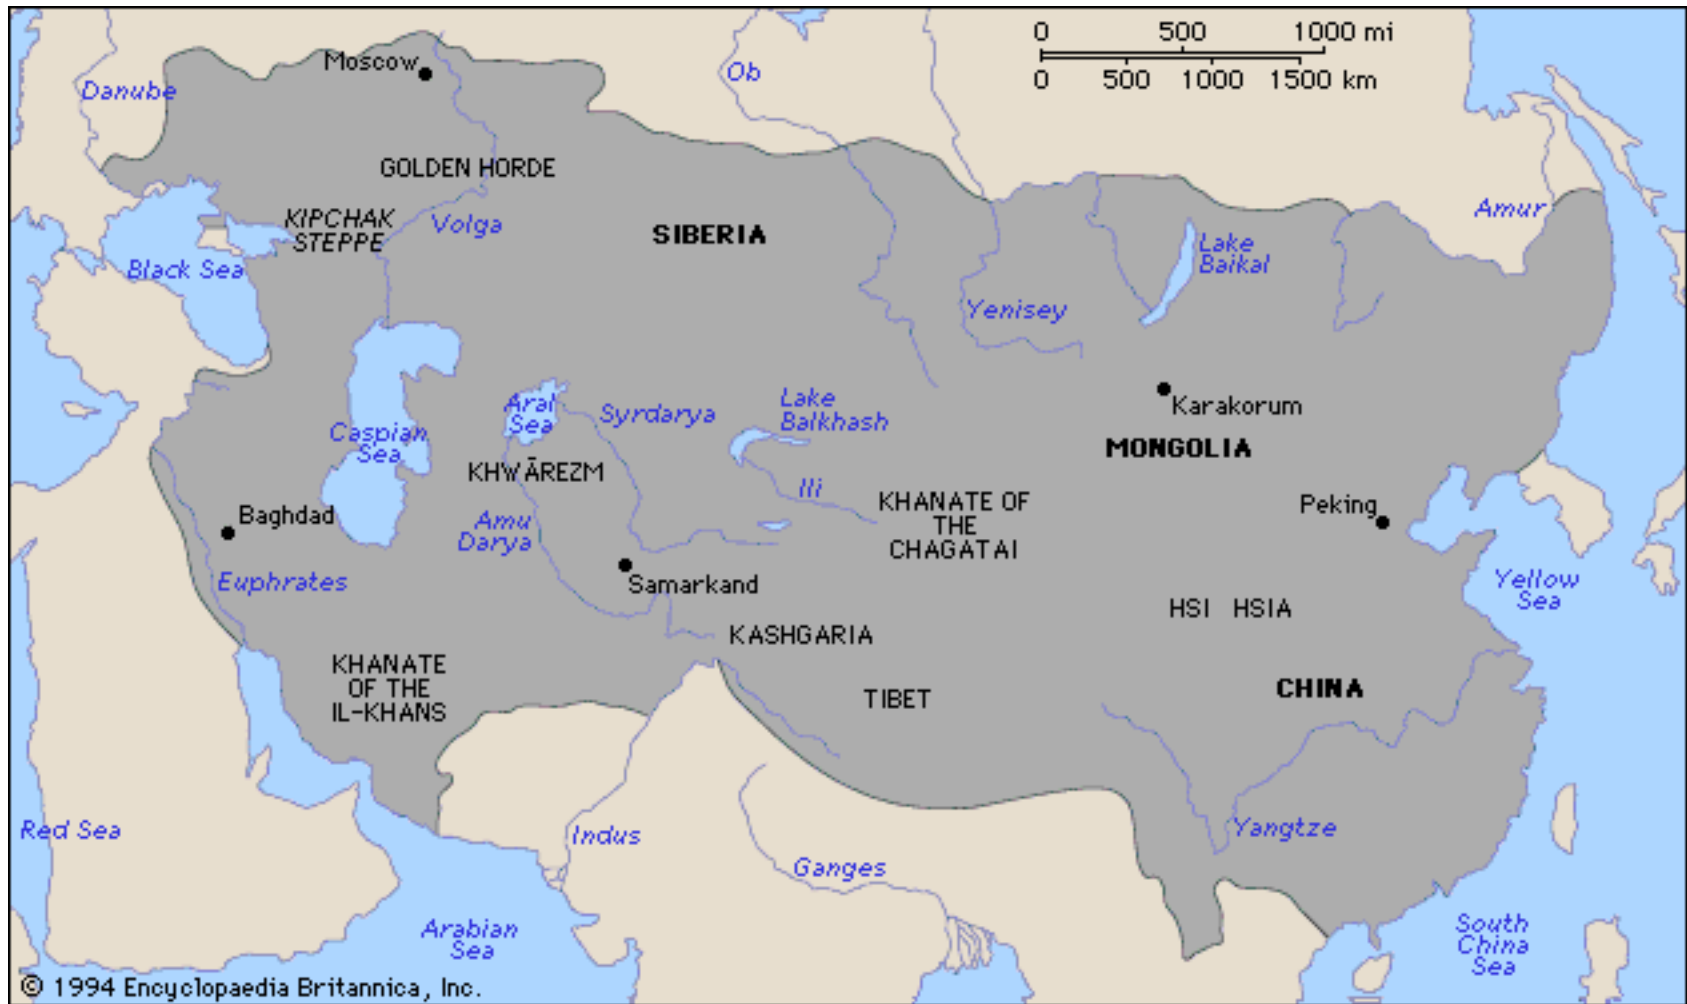 0 500 1000 mi
0 500 1000 1500 km
Moscow
Ob
Danube
GOLDEN HORDE
Amur
KIPCHAK
STEPPE
Volga
SIBERIA
Lake
Baikal
Black Sea
Yenisey
Aral
Sea
Syrdarya
Lake
Balkhash
Karakorum
Caspian
Sea
MONGOLIA
KHWĀREZM
Ili
KHANATE OF
THE
CHAGATAI
Peking
Baghdad
Amu
Darya
Euphrates
Samarkand
Yellow
Sea
HSI HSIA
KASHGARIA
KHANATE
OF THE
IL-KHANS
TIBET
CHINA
Red Sea
Indus
Yangtze
Ganges
Arabian
Sea
South
China
Sea
© 1994 Encyclopaedia Britannica, Inc.